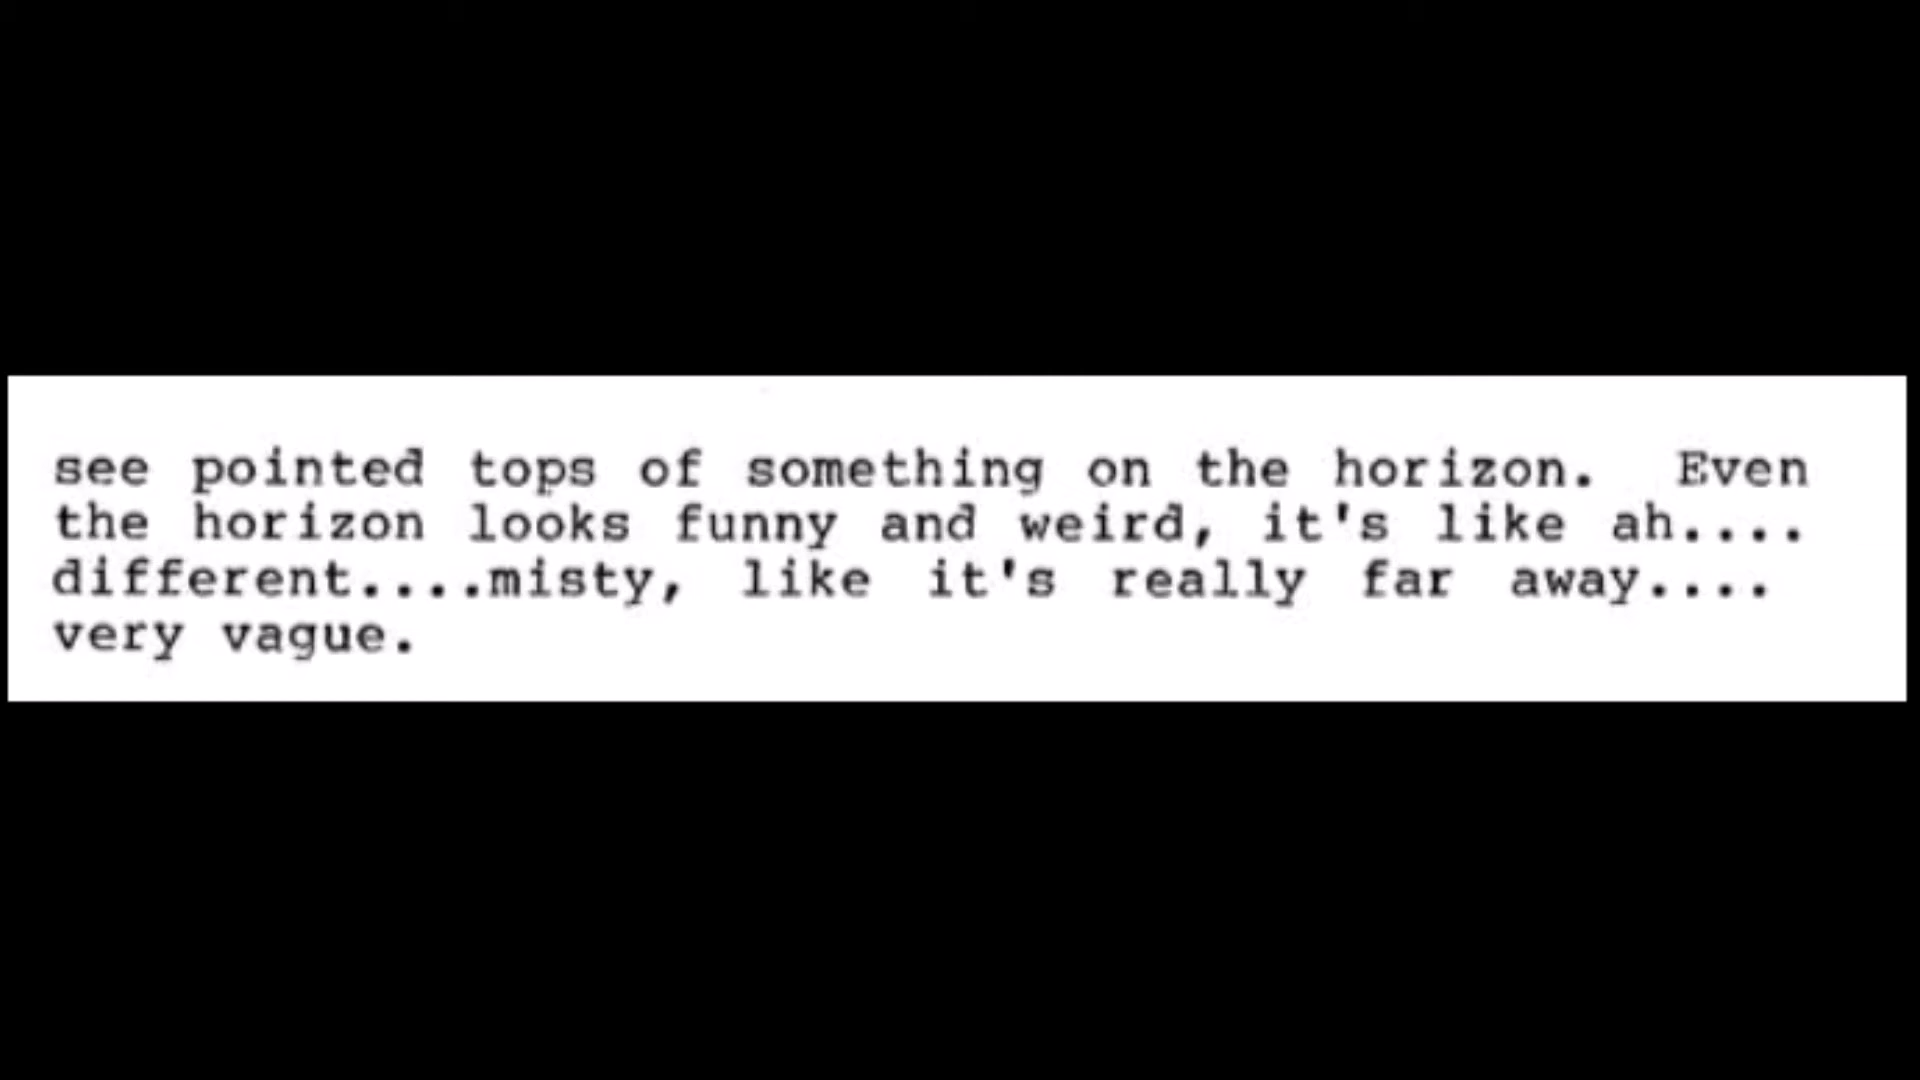 see pointed tops of something on the horizon.  Even
the horizon looks funny and weird, it's like ah....
different....misty, like it's really far away....
very vague.